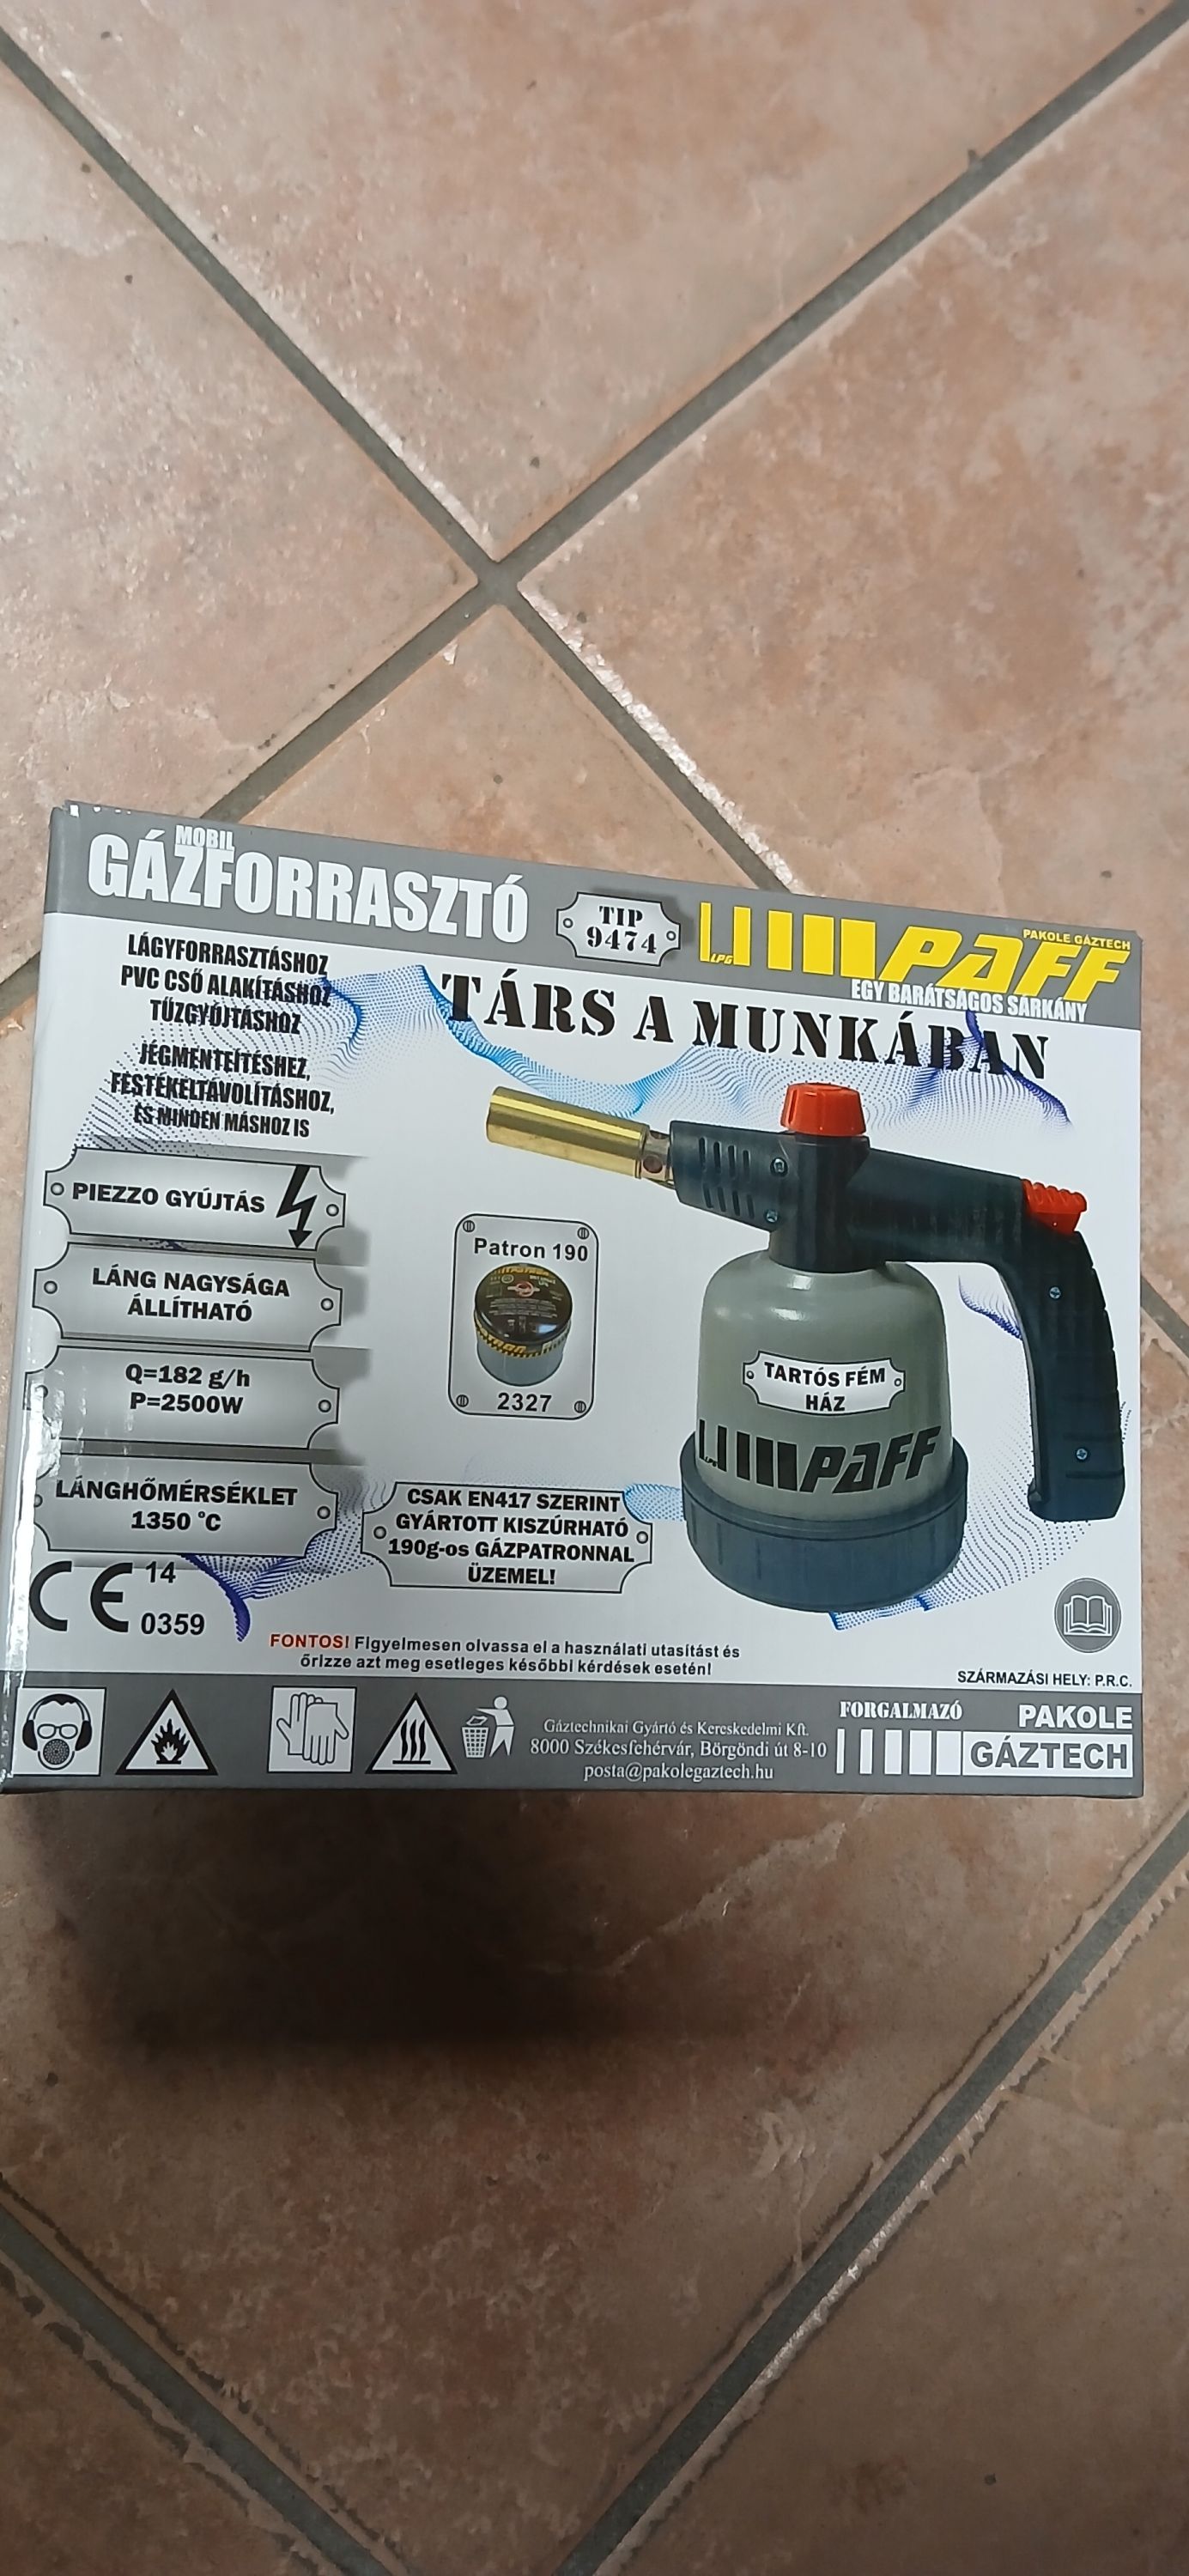 MOBIL
GÁZFORRASZTÓ
TIP
9474
LPG
PAFF
PAKOLE GÁZTECH
EGY BARÁTSÁGOS SÁRKÁNY
LÁGYFORRASZTÁSHOZ
PVC CSŐ ALAKÍTÁSHOZ
TŰZGYÚJTÁSHOZ
JÉGMENTEÍTÉSHEZ,
FESTÉKELTÁVOLÍTÁSHOZ,
ÉS MINDEN MÁSHOZ IS
TÁRS A MUNKÁBAN
PIEZZO GYÚJTÁS
LÁNG NAGYSÁGA
ÁLLÍTHATÓ
Q=182 g/h
P=2500W
LÁNGHŐMÉRSÉKLET
1350 °C
Patron 190
2327
TARTÓS FÉM
HÁZ
LPG
PAFF
CSAK EN417 SZERINT
GYÁRTOTT KISZÚRHATÓ
190g-os GÁZPATRONNAL
ÜZEMEL!
CE 14
0359
FONTOS! Figyelmesen olvassa el a használati utasítást és
őrizze azt meg esetleges későbbi kérdések esetén!
SZÁRMAZÁSI HELY: P.R.C.
Gáztechnikai Gyártó és Kereskedelmi Kft.
8000 Székesfehérvár, Börgöndi út 8-10
posta@pakolegaztech.hu
FORGALMAZÓ
PAKOLE
GÁZTECH